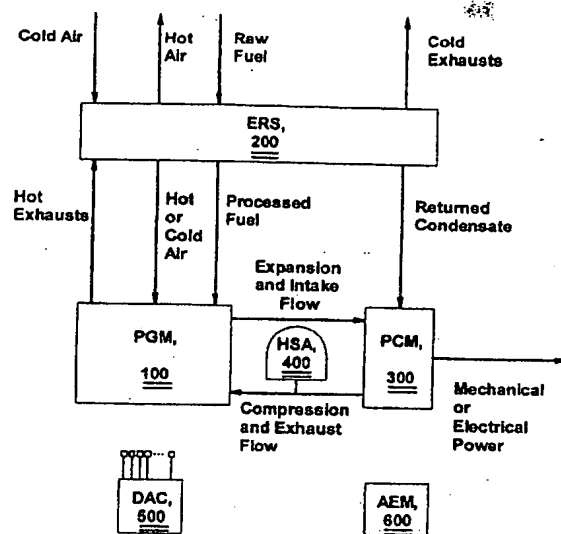 Cold Air
Hot
Air
Raw
Fuel
Cold
Exhausts
ERS,
200
Hot
Exhausts
Hot
or
Cold
Air
Processed
Fuel
Returned
Condensate
Expansion
and Intake
Flow
PGM,
100
HSA,
400
PCM,
300
Compression
and Exhaust
Flow
Mechanical
or
Electrical
Power
DAC,
500
AEM,
600